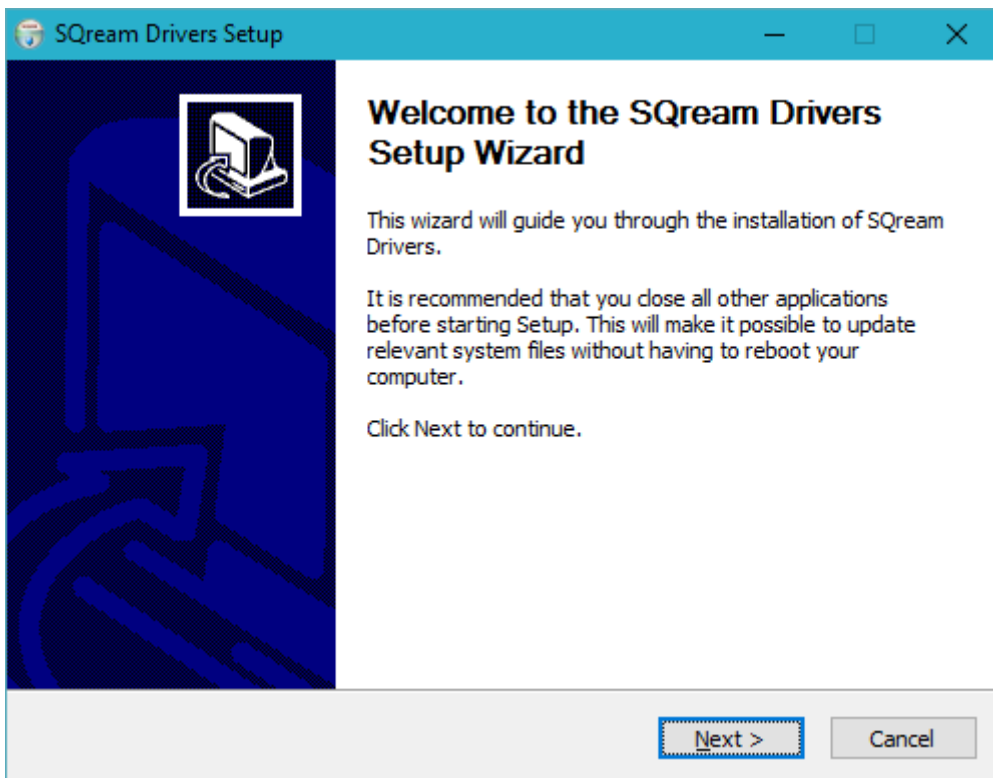 SQream Drivers Setup
Welcome to the SQream Drivers
Setup Wizard
This wizard will guide you through the installation of SQream
Drivers.
It is recommended that you close all other applications
before starting Setup. This will make it possible to update
relevant system files without having to reboot your
computer.
Click Next to continue.
Next >
Cancel